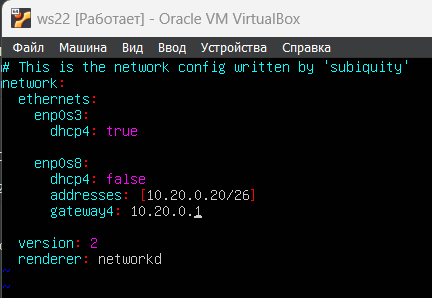 ws22 [Работает] - Oracle VM VirtualBox
Файл Машина Вид Ввод Устройства Справка
# This is the network config written by 'subiquity'
network:
  ethernets:
    enp0s3:
      dhcp4: true
    enp0s8:
      dhcp4: false
      addresses: [10.20.0.20/26]
      gateway4: 10.20.0.1
  version: 2
  renderer: networkd
~
~